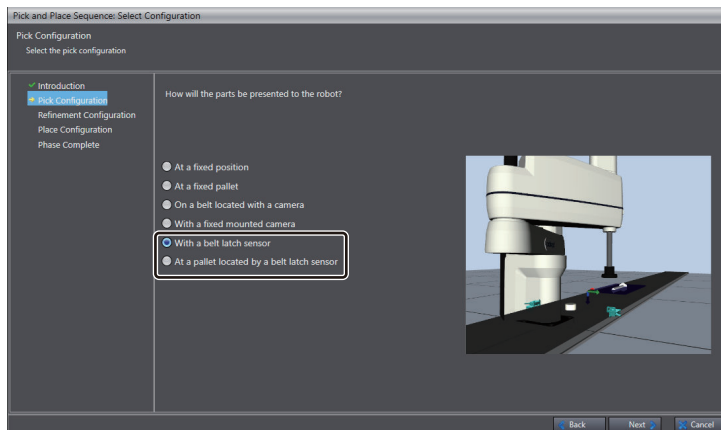 Pick and Place Sequence: Select Configuration
Pick Configuration
Select the pick configuration
Introduction
Pick Configuration
Refinement Configuration
Place Configuration
Phase Complete
How will the parts be presented to the robot?
At a fixed position
At a fixed pallet
On a belt located with a camera
With a fixed mounted camera
With a belt latch sensor
At a pallet located by a belt latch sensor
Back Next Cancel